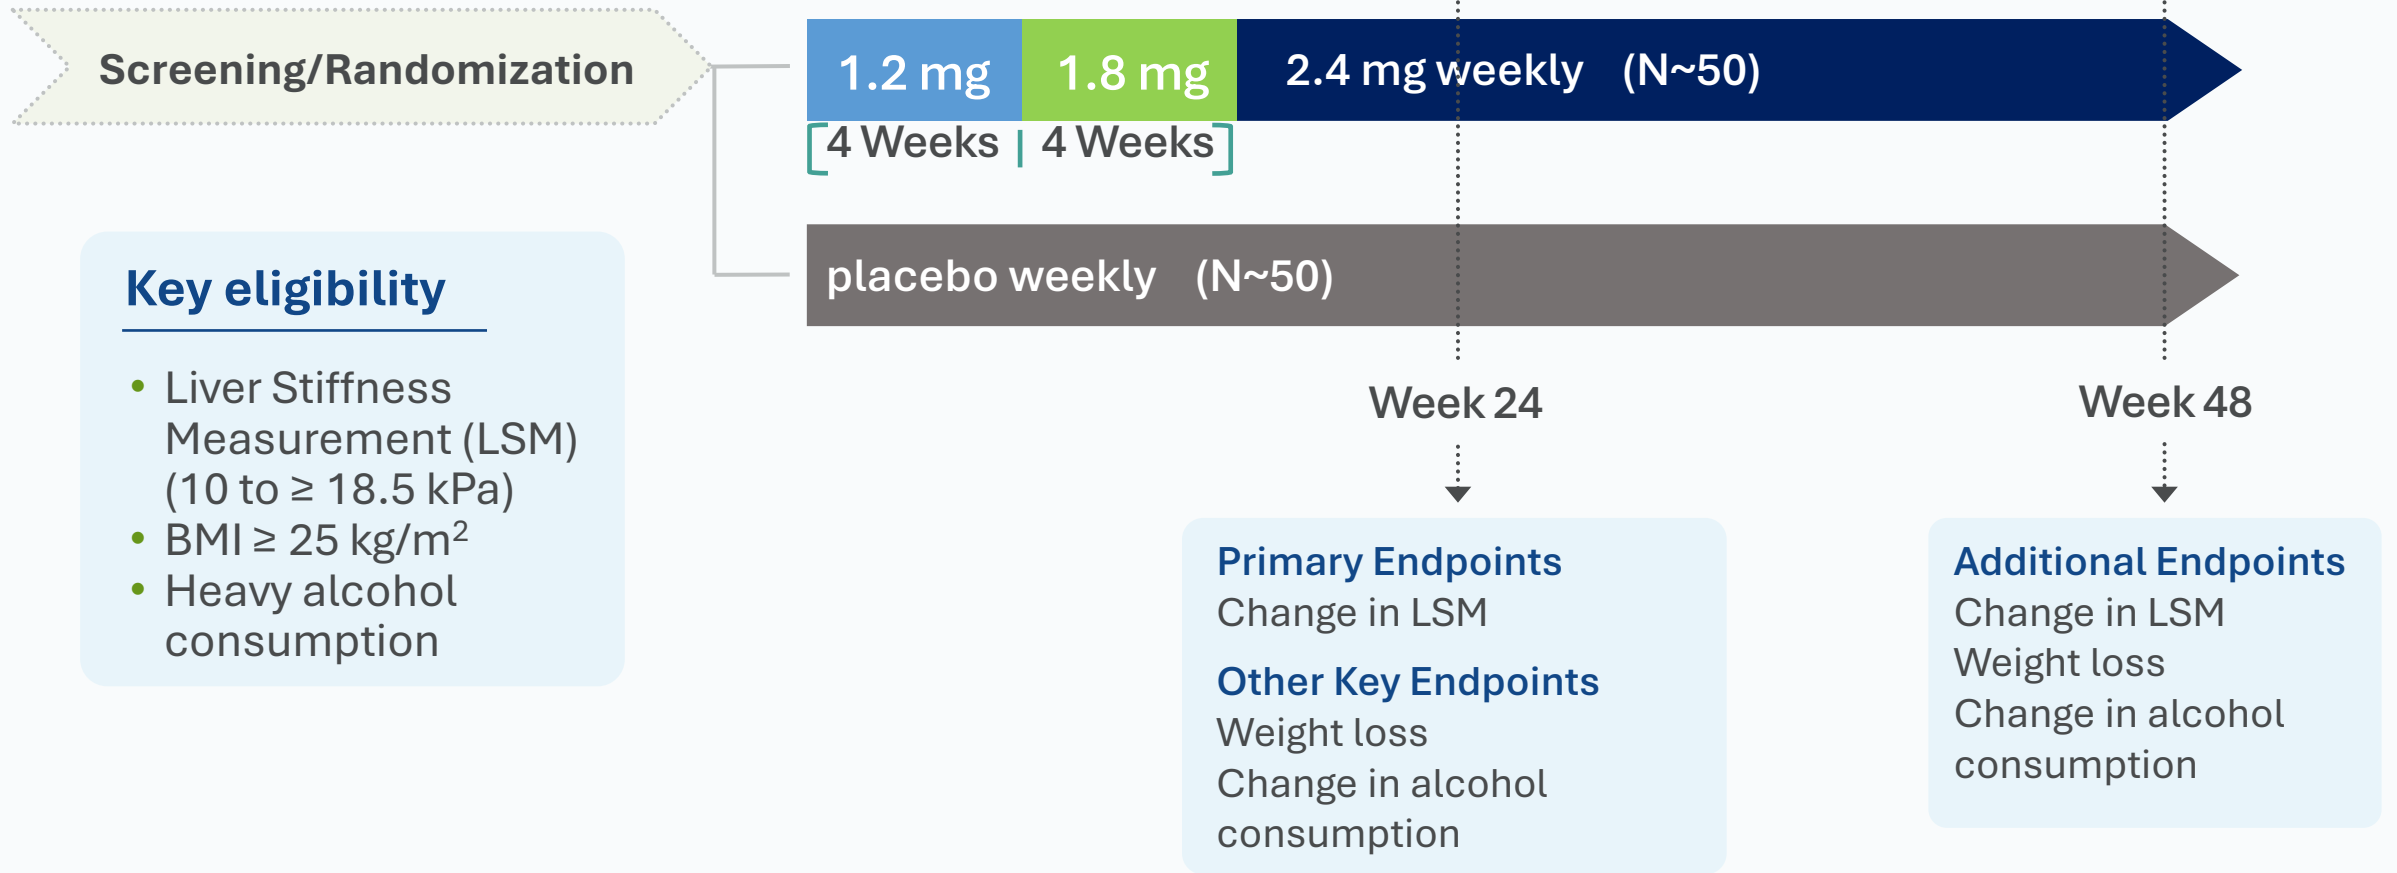 Screening/Randomization
1.2 mg
1.8 mg
2.4 mg weekly (N~50)
4 Weeks
4 Weeks
placebo weekly (N~50)
Key eligibility
• Liver Stiffness
Measurement (LSM)
(10 to ≥ 18.5 kPa)
• BMI ≥ 25 kg/m²
• Heavy alcohol
consumption
Week 24
Week 48
Primary Endpoints
Change in LSM
Other Key Endpoints
Weight loss
Change in alcohol
consumption
Additional Endpoints
Change in LSM
Weight loss
Change in alcohol
consumption